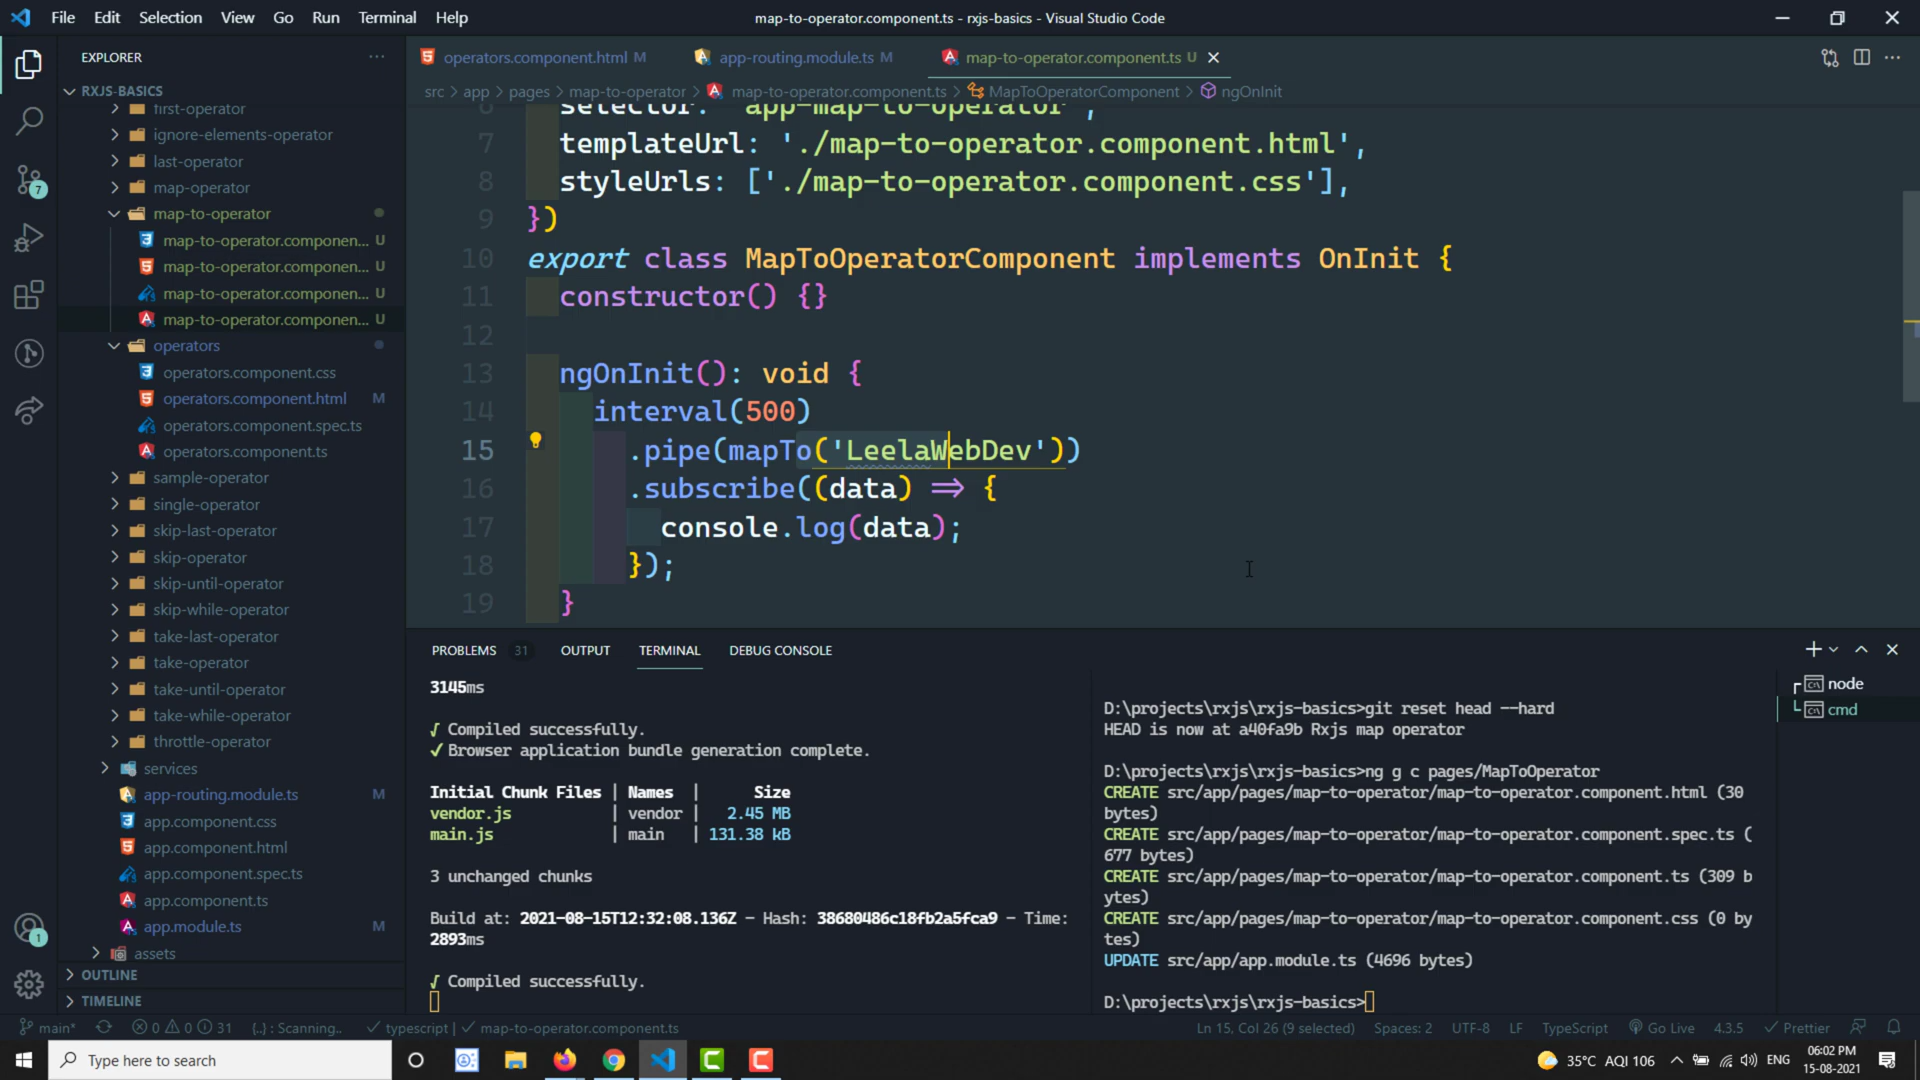 File Edit Selection View Go Run Terminal Help
map-to-operator.component.ts - rxjs-basics - Visual Studio Code
EXPLORER
RXJS-BASICS
first-operator
ignore-elements-operator
last-operator
map-operator
map-to-operator
map-to-operator.componen... U
map-to-operator.componen... U
map-to-operator.componen... U
map-to-operator.componen... U
operators
operators.component.css
operators.component.html M
operators.component.spec.ts
operators.component.ts
sample-operator
single-operator
skip-last-operator
skip-operator
skip-until-operator
skip-while-operator
take-last-operator
take-operator
take-until-operator
take-while-operator
throttle-operator
services
app-routing.module.ts M
app.component.css
app.component.html
app.component.spec.ts
app.component.ts
app.module.ts M
assets
OUTLINE
TIMELINE
7
1
operators.component.html M
app-routing.module.ts M
map-to-operator.component.ts U
src > app > pages > map-to-operator > map-to-operator.component.ts > MapToOperatorComponent > ngOnInit
6 selector: 'app-map-to-operator',
7 templateUrl: './map-to-operator.component.html',
8 styleUrls: ['./map-to-operator.component.css'],
9 })
10 export class MapToOperatorComponent implements OnInit {
11 constructor() {}
12
13 ngOnInit(): void {
14 interval(500)
15 .pipe(mapTo('LeelaWebDev'))
16 .subscribe((data) => {
17 console.log(data);
18 });
19 }
PROBLEMS 31 OUTPUT TERMINAL DEBUG CONSOLE
3145ms
√ Compiled successfully.
✔ Browser application bundle generation complete.
Initial Chunk Files | Names | Size
vendor.js | vendor | 2.45 MB
main.js | main | 131.38 kB
3 unchanged chunks
Build at: 2021-08-15T12:32:08.136Z - Hash: 38680486c18fb2a5fca9 - Time:
2893ms
√ Compiled successfully.
D:\projects\rxjs\rxjs-basics>git reset head --hard
HEAD is now at a40fa9b Rxjs map operator
D:\projects\rxjs\rxjs-basics>ng g c pages/MapToOperator
CREATE src/app/pages/map-to-operator/map-to-operator.component.html (30
bytes)
CREATE src/app/pages/map-to-operator/map-to-operator.component.spec.ts (
677 bytes)
CREATE src/app/pages/map-to-operator/map-to-operator.component.ts (309 b
ytes)
CREATE src/app/pages/map-to-operator/map-to-operator.component.css (0 by
tes)
UPDATE src/app/app.module.ts (4696 bytes)
D:\projects\rxjs\rxjs-basics>
node
cmd
main* 0 0 31 {..} : Scanning.. typescript | map-to-operator.component.ts
Ln 15, Col 26 (9 selected) Spaces: 2 UTF-8 LF TypeScript Go Live 4.3.5 Prettier
Type here to search
35°C AQI 106 ENG
06:02 PM
15-08-2021